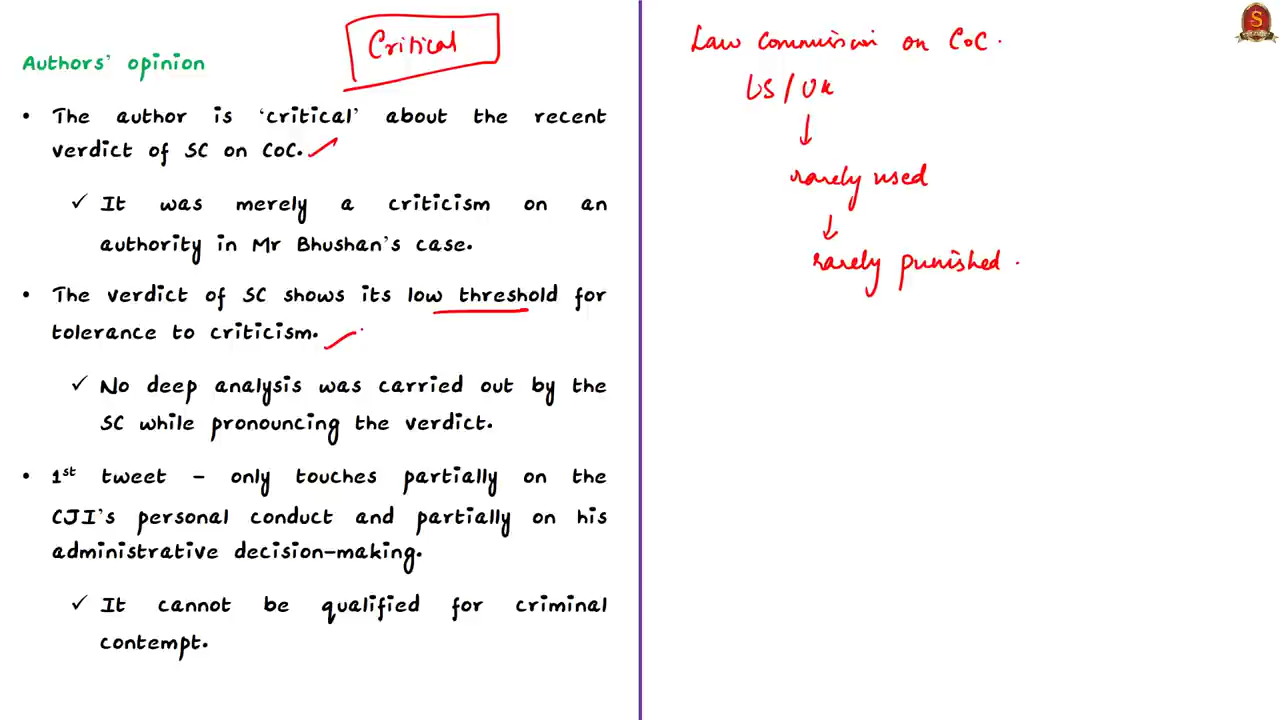 Critical
Authors' opinion
• The author is 'critical' about the recent
verdict of SC on CoC.
✓ It was merely a criticism on an
authority in Mr Bhushan's case.
• The verdict of SC shows its low threshold for
tolerance to criticism.
✓ No deep analysis was carried out by the
SC while pronouncing the verdict.
• 1st tweet – only touches partially on the
CJI's personal conduct and partially on his
administrative decision-making.
✓ It cannot be qualified for criminal
contempt.
Law Commission on CoC.
US/UK
↓
rarely used
↓
rarely punished.
S